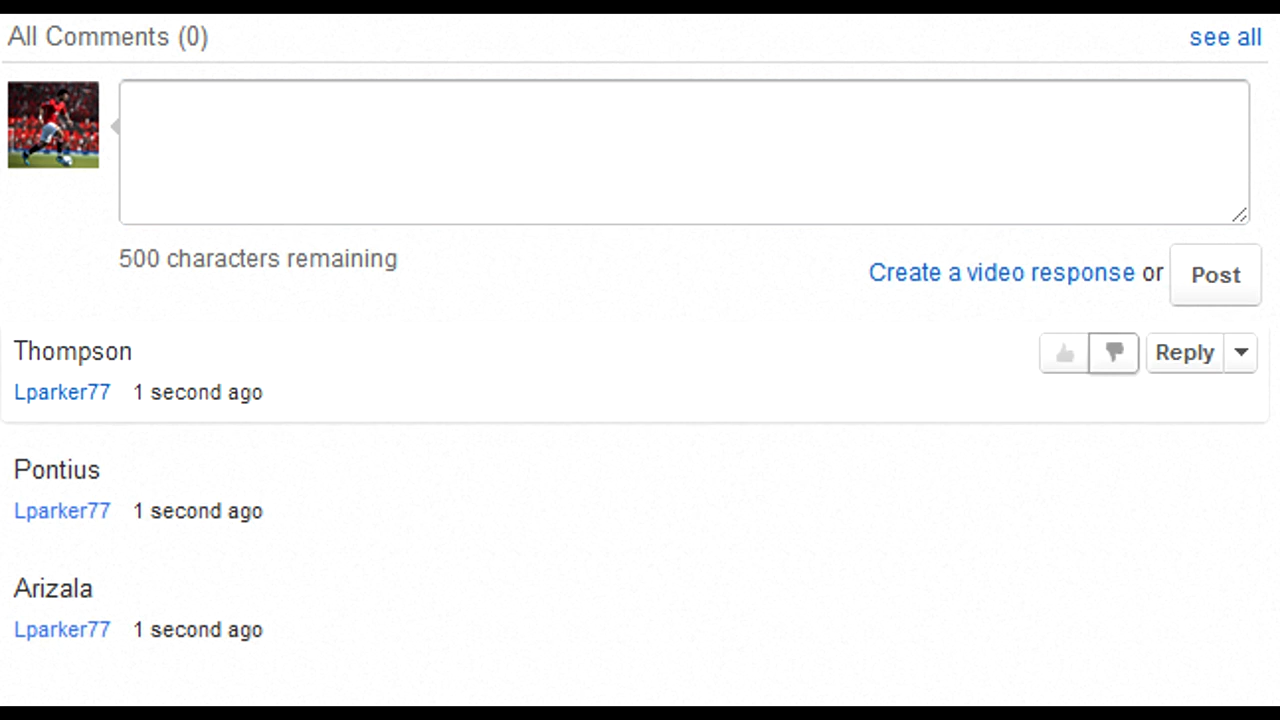 All Comments (0) see all
500 characters remaining
Create a video response or Post
Thompson Reply
Lparker77 1 second ago
Pontius
Lparker77 1 second ago
Arizala
Lparker77 1 second ago